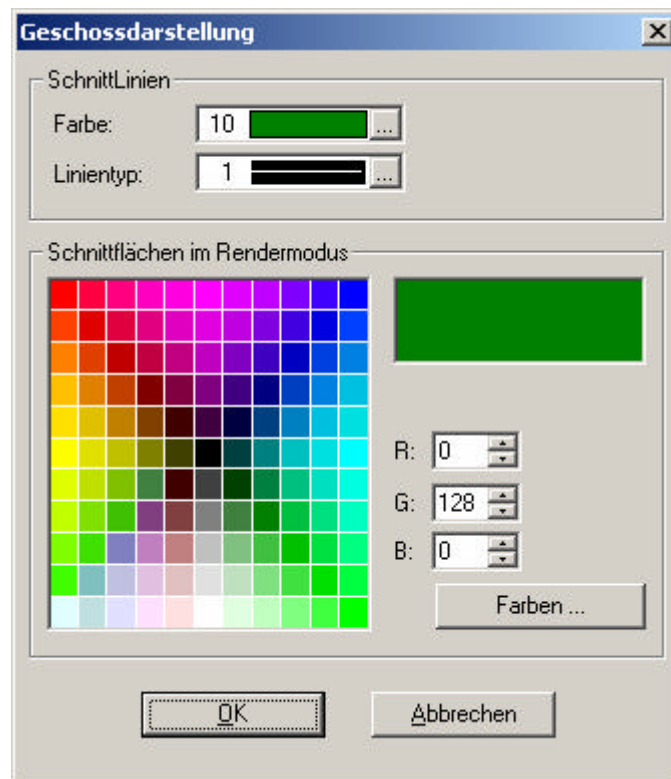 Geschossdarstellung
SchnittLinien
Farbe: 10 ...
Linientyp: 1 ...
Schnittflächen im Rendermodus
R: 0
G: 128
B: 0
Farben ...
OK Abbrechen